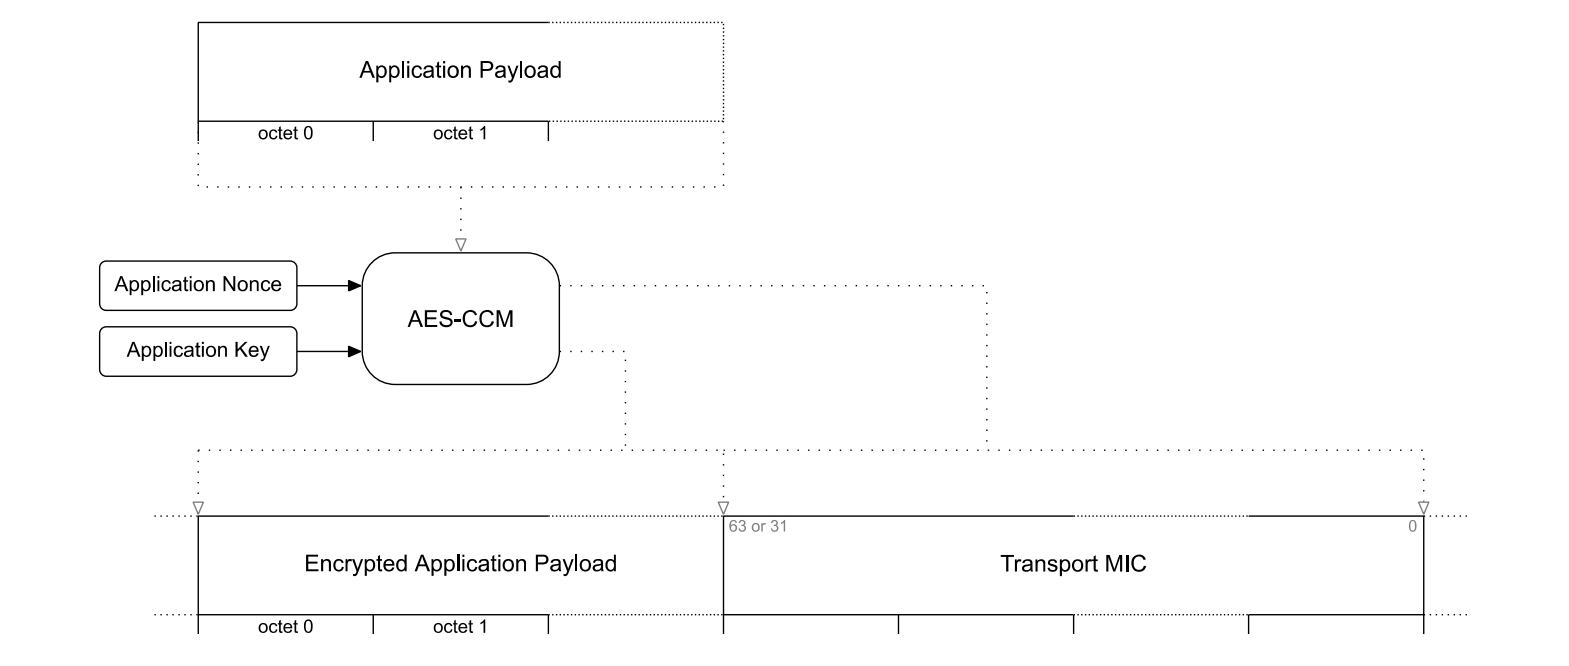 Application Payload
octet 0
octet 1
Application Nonce
AES-CCM
Application Key
63 or 31
0
Encrypted Application Payload
Transport MIC
octet 0
octet 1